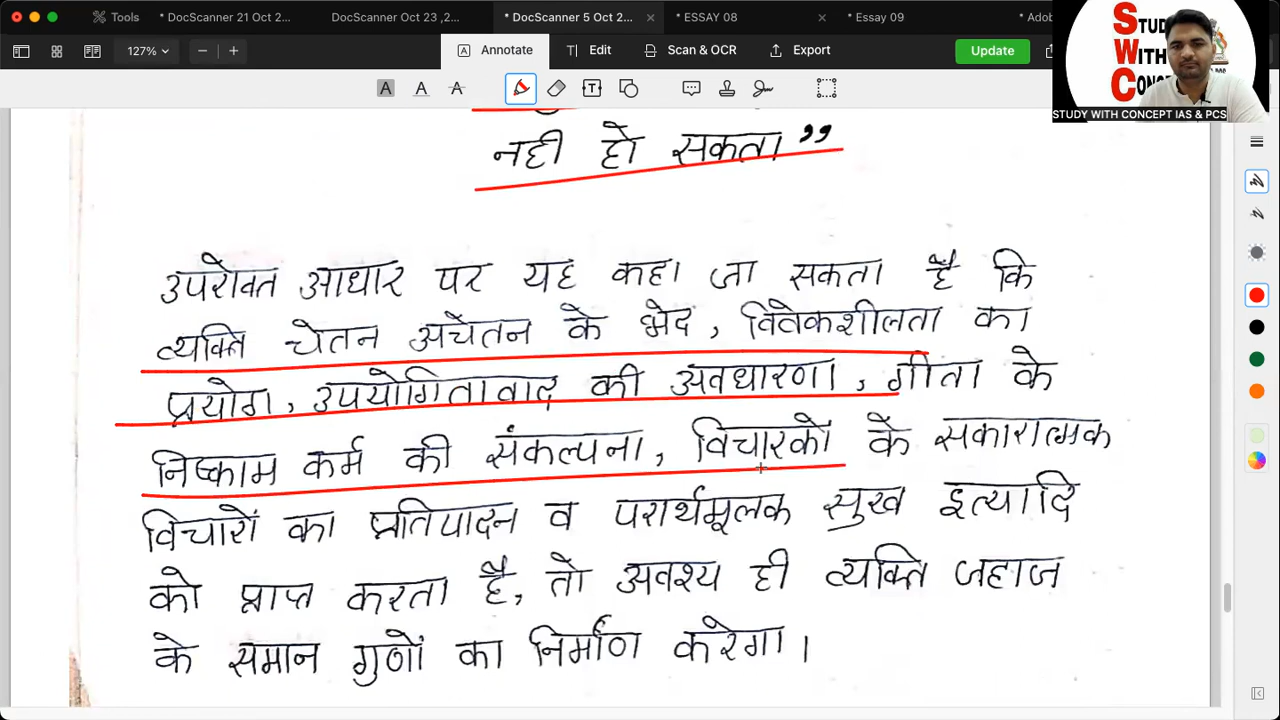 Tools
* DocScanner 21 Oct 2...
DocScanner Oct 23 ,2...
* DocScanner 5 Oct 2...
* ESSAY 08
* Essay 09
* Adob
127%
Annotate
Edit
Scan & OCR
Export
Update
STUDY WITH CONCEPT IAS & PCS
नही हो सकता”
उपरोक्त आधार पर यह कहा जा सकता है कि
व्यक्ति चेतन अचेतन के भेद, विवेकशीलता का
प्रयोग, उपयोगितावाद की अवधारणा, गीता के
निष्काम कर्म की संकल्पना, विचारकों के सकारात्मक
विचारों का प्रतिपादन व परार्थमूलक सुख इत्यादि
को प्राप्त करता है, तो अवश्य ही व्यक्ति जहाज
के समान गुणों का निर्माण करेगा।